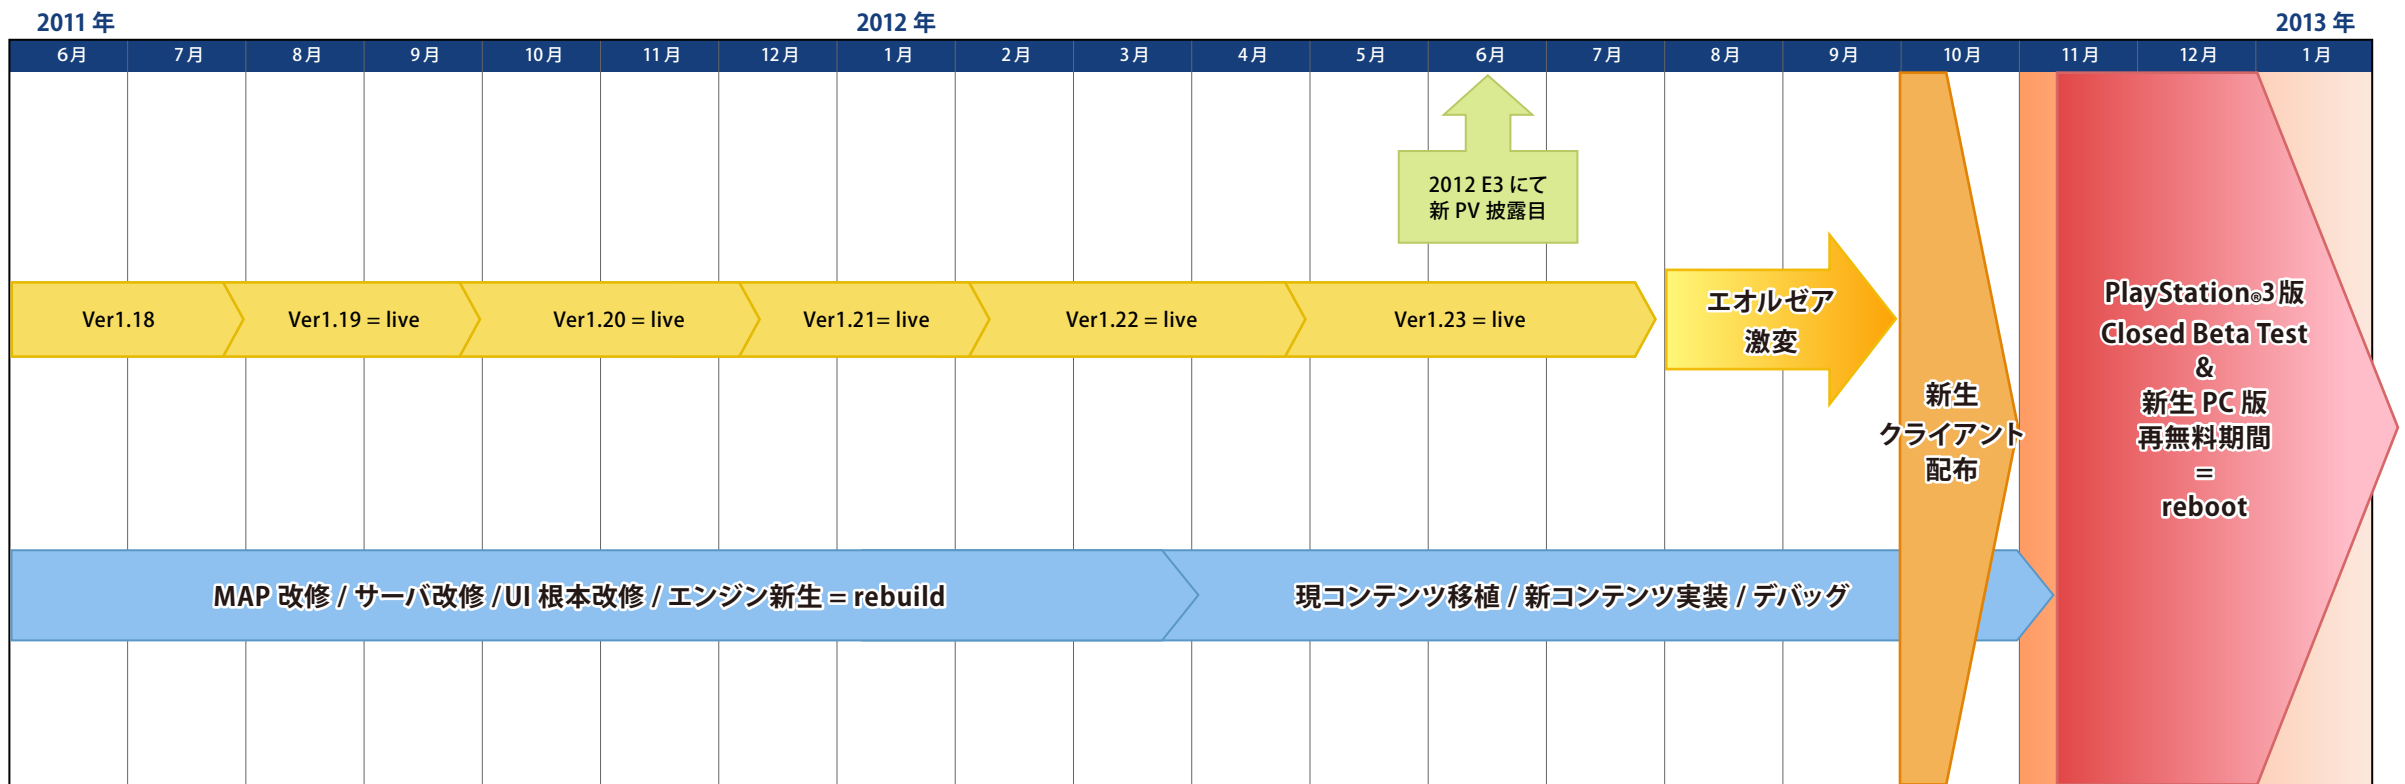 2011 年 2012 年 2013 年
6月 7月 8月 9月 10月 11月 12月 1月 2月 3月 4月 5月 6月 7月 8月 9月 10月 11月 12月 1月
2012 E3 にて
新 PV 披露目
Ver1.18
Ver1.19 = live
Ver1.20 = live
Ver1.21= live
Ver1.22 = live
Ver1.23 = live
エオルゼア
激変
新生
クライアント
配布
PlayStation®3版
Closed Beta Test
&
新生 PC 版
再無料期間
=
reboot
MAP 改修 / サーバ改修 /UI 根本改修 / エンジン新生 = rebuild
現コンテンツ移植 / 新コンテンツ実装 / デバッグ